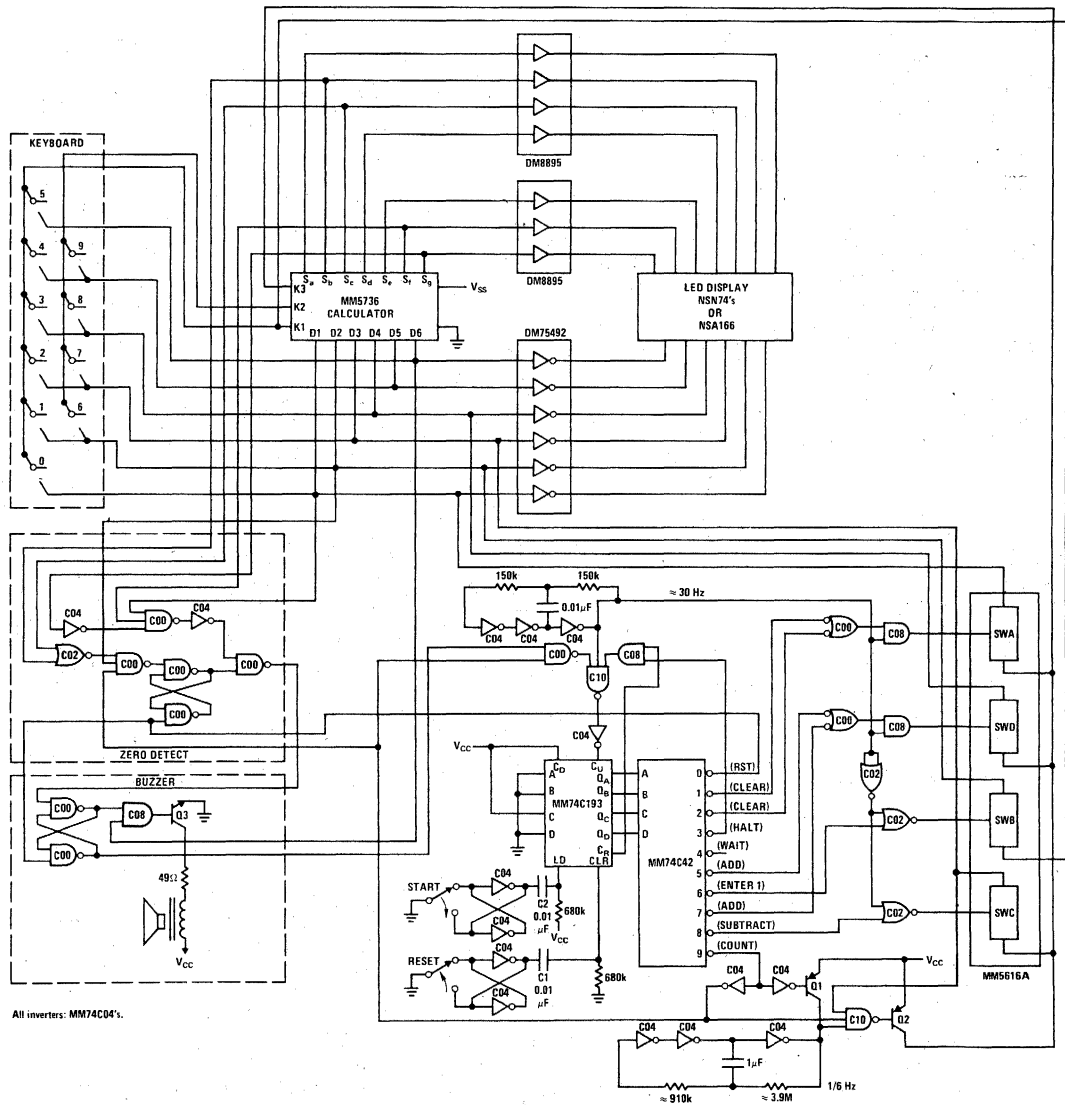 KEYBOARD
5
4
9
3
8
2
7
1
6
0
DM8895
DM8895
Sa Sb Sc Sd Se Sf Sg
K3
K2
K1
MM5736
CALCULATOR
D1 D2 D3 D4 D5 D6
VSS
LED DISPLAY
NSN74's
OR
NSA166
DM75492
C04
C00
C04
C02
C00
C00
C00
C00
ZERO DETECT
BUZZER
C00
C08
Q3
C00
49Ω
VCC
150k
150k
0.01μF
≈ 30 Hz
C04
C04
C04
C00
C10
C08
C04
VCC
CD
CU
A
B
C
D
QA
QB
QC
QD
CR
MM74C193
LD
CLR
A
B
C
D
MM74C42
0 (RST)
1 (CLEAR)
2 (CLEAR)
3 (HALT)
4 (WAIT)
5 (ADD)
6 (ENTER 1)
7 (ADD)
8 (SUBTRACT)
9 (COUNT)
C00
C08
C00
C08
C02
C02
C02
SWA
SWD
SWB
SWC
MM5616A
START
C04
C04
C2
0.01
μF
680k
VCC
RESET
C04
C04
C1
0.01
μF
680k
C04
C04
Q1
VCC
C10
Q2
C04
C04
C04
1μF
≈ 910k
≈ 3.9M
1/6 Hz
All inverters: MM74C04's.